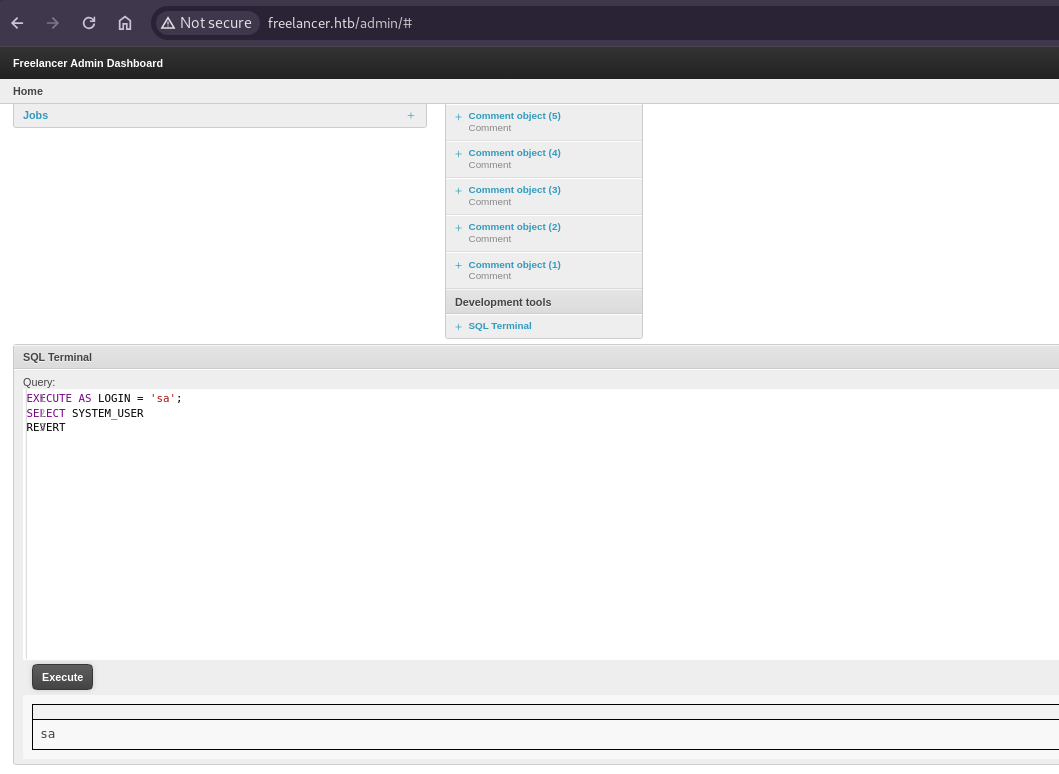 Not secure freelancer.htb/admin/#
Freelancer Admin Dashboard
Home
Jobs +
+ Comment object (5)
Comment
+ Comment object (4)
Comment
+ Comment object (3)
Comment
+ Comment object (2)
Comment
+ Comment object (1)
Comment
Development tools
+ SQL Terminal
SQL Terminal
Query:
EXECUTE AS LOGIN = 'sa';
SELECT SYSTEM_USER
REVERT
Execute
sa